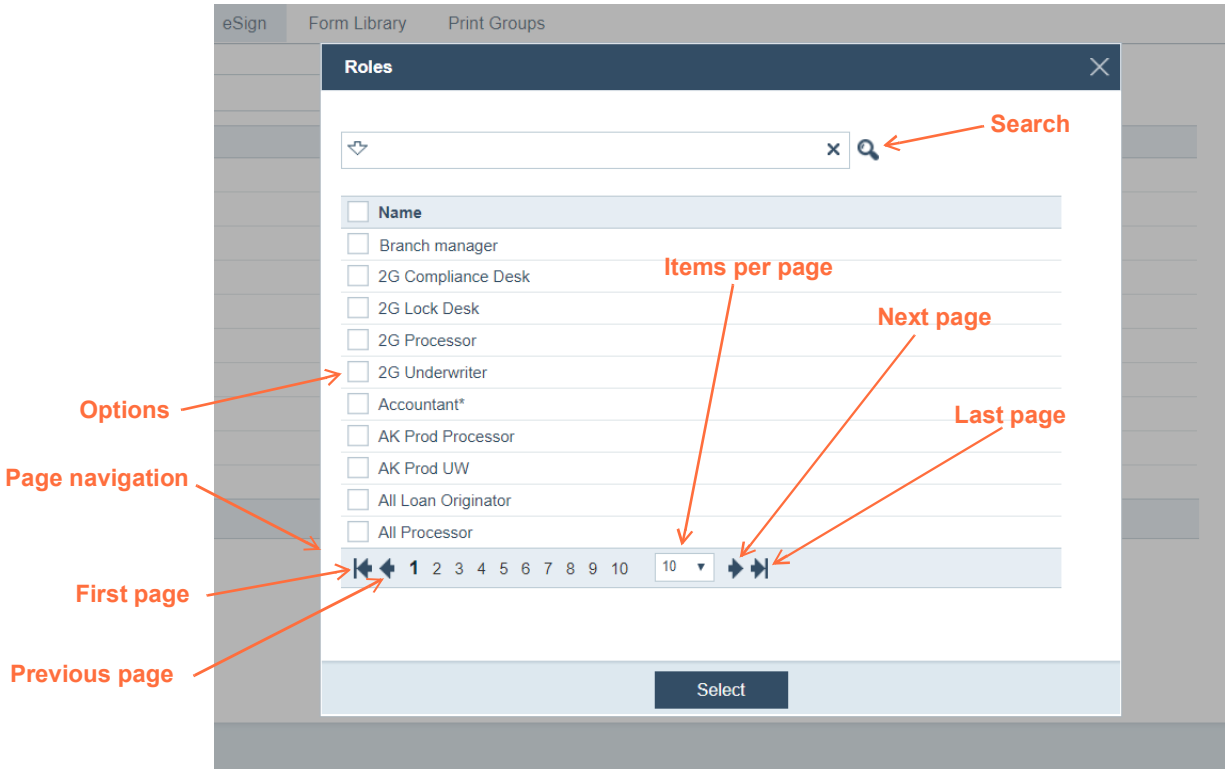 eSign Form Library Print Groups
Roles
Search
Name
Branch manager
2G Compliance Desk
Items per page
2G Lock Desk
Next page
2G Processor
2G Underwriter
Options
Accountant*
Last page
AK Prod Processor
Page navigation
AK Prod UW
All Loan Originator
All Processor
1 2 3 4 5 6 7 8 9 10 10
First page
Previous page
Select